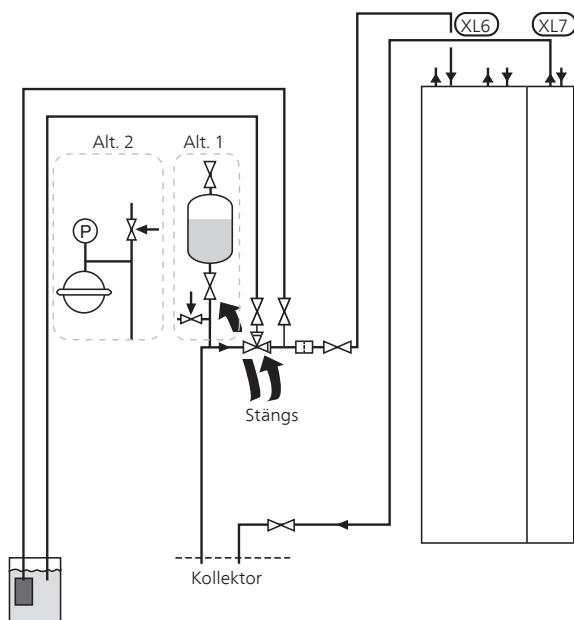 XL6
XL7
Alt. 2
Alt. 1
P
Stängs
Kollektor